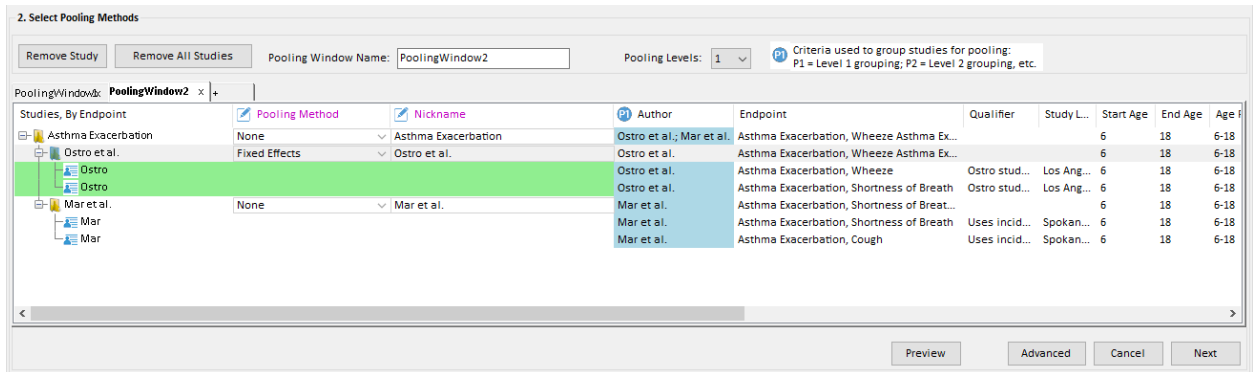 2. Select Pooling Methods
Remove Study Remove All Studies Pooling Window Name: PoolingWindow2 Pooling Levels: 1 P1 Criteria used to group studies for pooling:
P1 = Level 1 grouping; P2 = Level 2 grouping, etc.
PoolingWindow1x PoolingWindow2 x +
Studies, By Endpoint Pooling Method Nickname P1 Author Endpoint Qualifier Study L... Start Age End Age Age
Asthma Exacerbation None Asthma Exacerbation Ostro et al.; Mar et al. Asthma Exacerbation, Wheeze Asthma Ex... 6 18 6-18
Ostro et al. Fixed Effects Ostro et al. Ostro et al. Asthma Exacerbation, Wheeze Asthma Ex... 6 18 6-18
Ostro Ostro et al. Asthma Exacerbation, Wheeze Ostro stud... Los Ang... 6 18 6-18
Ostro Ostro et al. Asthma Exacerbation, Shortness of Breath Ostro stud... Los Ang... 6 18 6-18
Mar et al. None Mar et al. Mar et al. Asthma Exacerbation, Shortness of Breat... 6 18 6-18
Mar Mar et al. Asthma Exacerbation, Shortness of Breath Uses incid... Spokan... 6 18 6-18
Mar Mar et al. Asthma Exacerbation, Cough Uses incid... Spokan... 6 18 6-18
Preview Advanced Cancel Next